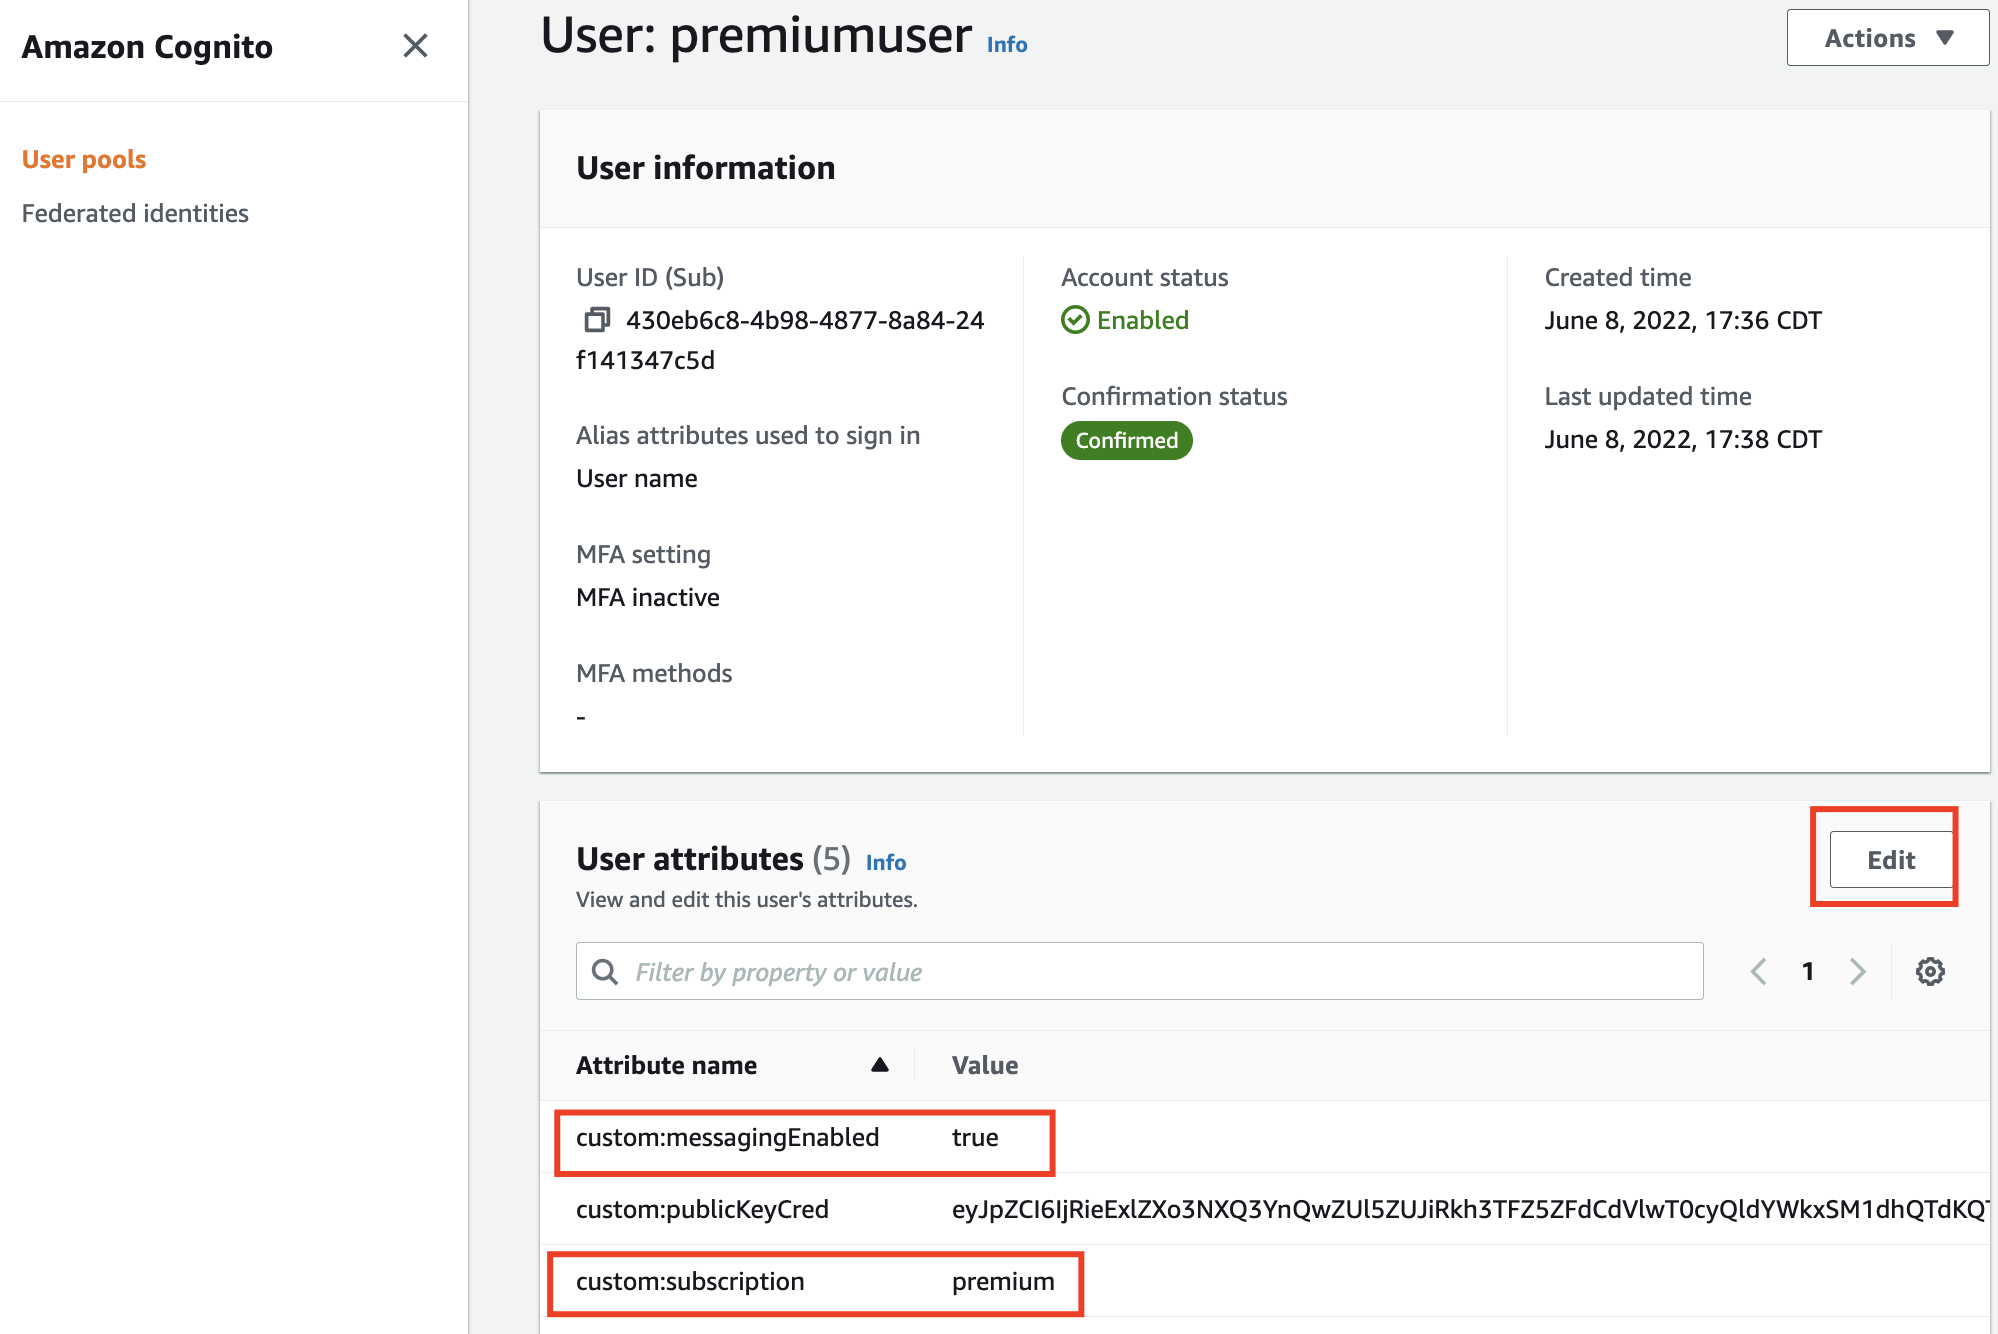 Amazon Cognito
User pools
Federated identities
User: premiumuser Info
Actions
User information
User ID (Sub)
430eb6c8-4b98-4877-8a84-24
f141347c5d
Alias attributes used to sign in
User name
MFA setting
MFA inactive
MFA methods
-
Account status
Enabled
Confirmation status
Confirmed
Created time
June 8, 2022, 17:36 CDT
Last updated time
June 8, 2022, 17:38 CDT
User attributes (5) Info
View and edit this user's attributes.
Edit
Filter by property or value
1
Attribute name Value
custom:messagingEnabled true
custom:publicKeyCred eyJpZCI6IjRieExlZXo3NXQ3YnQwZUl5ZUJiRkh3TFZ5ZFdCdVlwT0cyQldYWkxSM1dhQTdKQT
custom:subscription premium